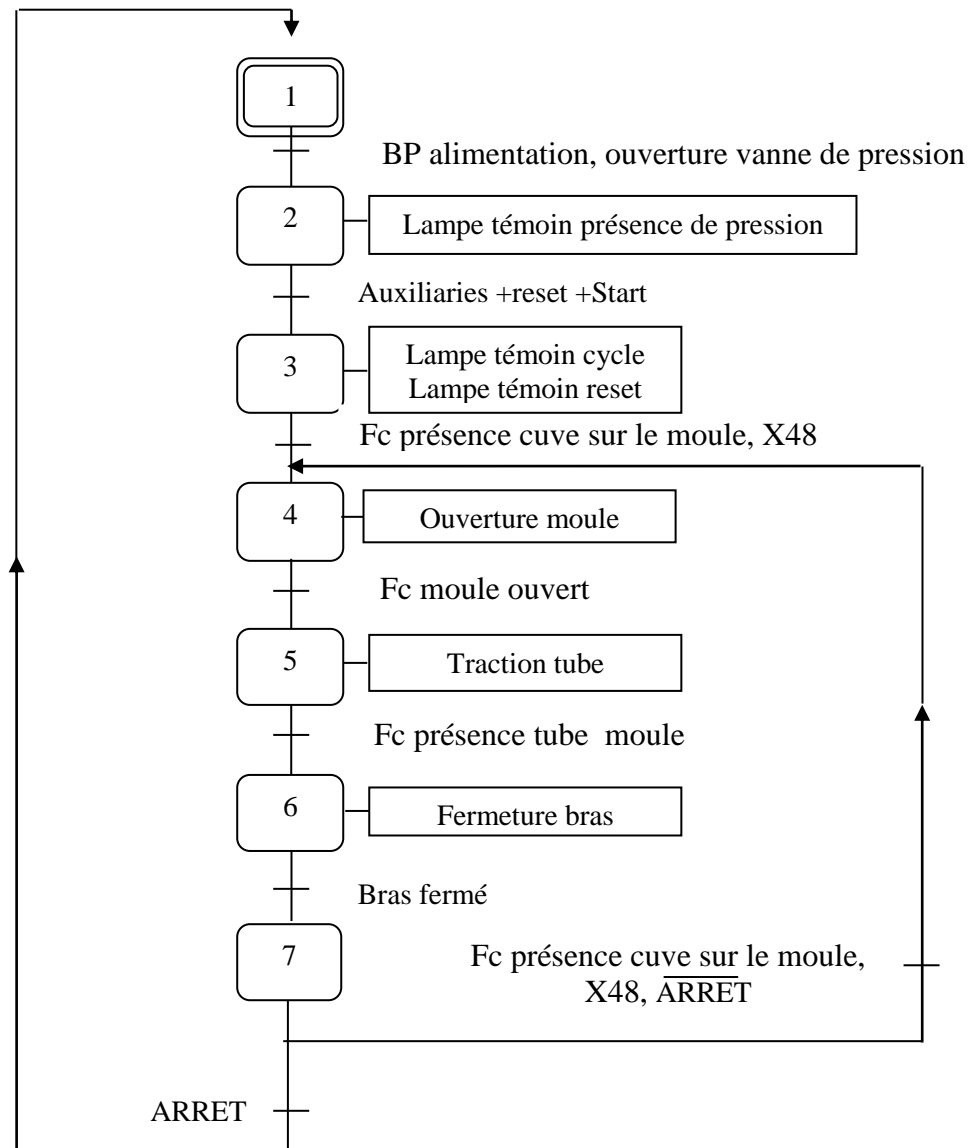 1
BP alimentation, ouverture vanne de pression
2
Lampe témoin présence de pression
Auxiliaries +reset +Start
3
Lampe témoin cycle
Lampe témoin reset
Fc présence cuve sur le moule, X48
4
Ouverture moule
Fc moule ouvert
5
Traction tube
Fc présence tube  moule
6
Fermeture bras
Bras fermé
7
Fc présence cuve sur le moule,
X48, A̅R̅R̅E̅T̅
ARRET